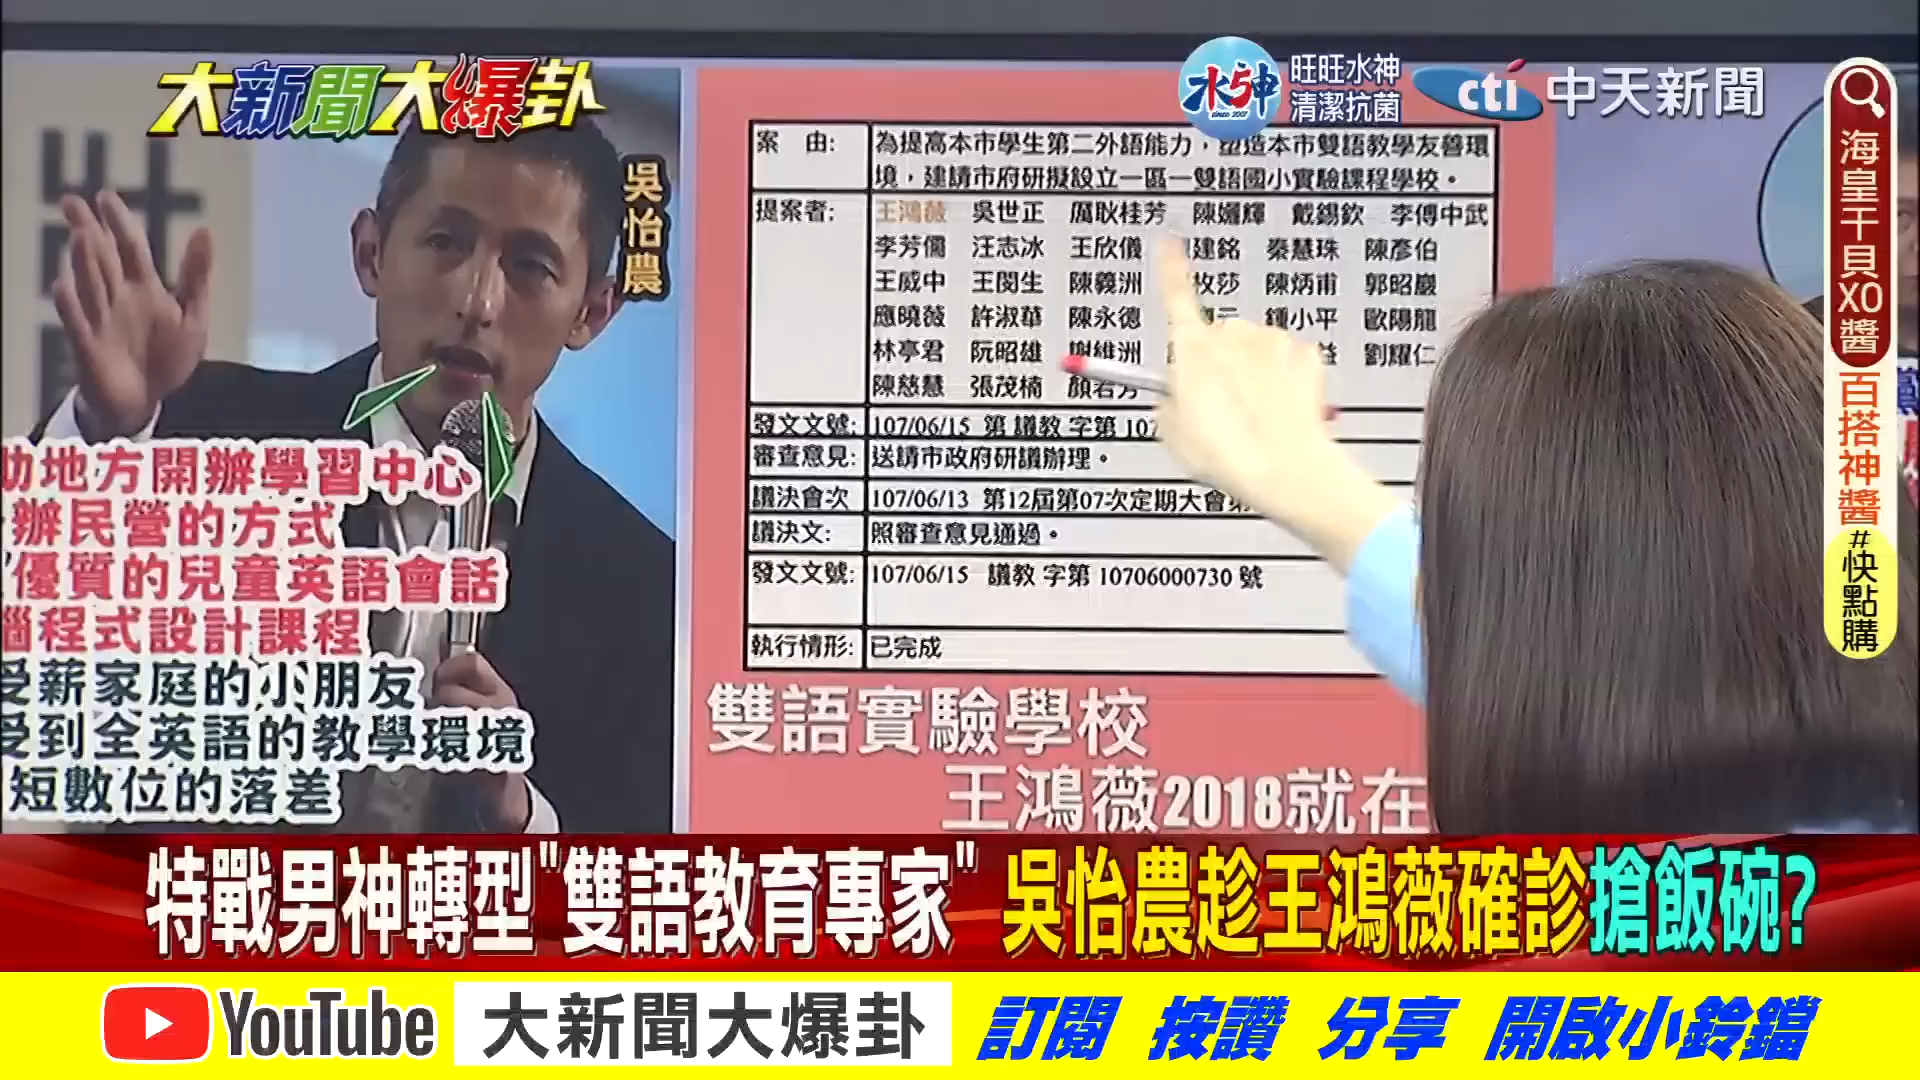 大新聞大爆卦
水神
since 2007
旺旺水神
清潔抗菌
cti 中天新聞
海皇干貝XO醬
百搭神醬
#快點購
吳怡農
助地方開辦學習中心
辦民營的方式
優質的兒童英語會話
腦程式設計課程
受薪家庭的小朋友
受到全英語的教學環境
短數位的落差
案 由: 為提高本市學生第二外語能力,塑造本市雙語教學友善環
境,建請市府研擬設立一區一雙語國小實驗課程學校。
提案者: 王鴻薇 吳世正 厲耿桂芳 陳孋輝 戴錫欽 李傅中武
李芳儒 汪志冰 王欣儀 建銘 秦慧珠 陳彥伯
王威中 王閔生 陳義洲 枚莎 陳炳甫 郭昭巖
應曉薇 許淑華 陳永德 鍾小平 歐陽龍
林亭君 阮昭雄 謝維洲 益 劉耀仁
陳慈慧 張茂楠 顏若芳
發文文號: 107/06/15 第 議教 字第 107
審查意見: 送請市政府研議辦理。
議決會次 107/06/13 第12屆第07次定期大會第
議決文: 照審查意見通過。
發文文號: 107/06/15 議教 字第 10706000730 號
執行情形: 已完成
雙語實驗學校
王鴻薇2018就在
特戰男神轉型"雙語教育專家" 吳怡農趁王鴻薇確診搶飯碗?
YouTube 大新聞大爆卦 訂閱 按讚 分享 開啟小鈴鐺